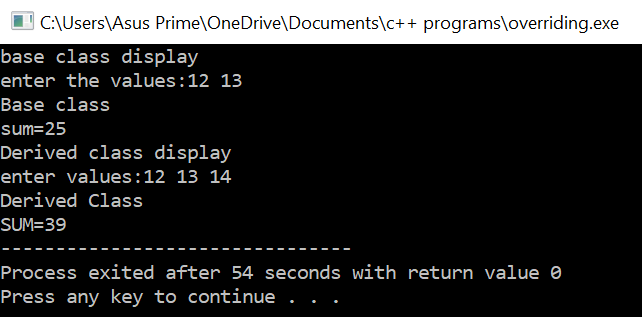 C:\Users\Asus Prime\OneDrive\Documents\c++ programs\overriding.exe
base class display
enter the values:12 13
Base class
sum=25
Derived class display
enter values:12 13 14
Derived Class
SUM=39
--------------------------------
Process exited after 54 seconds with return value 0
Press any key to continue . . .